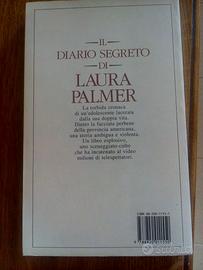 IL
DIARIO SEGRETO
DI
LAURA
PALMER
La torbida cronaca
di un'adolescente lacerata
dalla sua doppia vita.
Dietro la facciata perbene
della provincia americana,
una storia ambigua e violenta.
Un libro esplosivo,
uno sceneggiato-culto
che ha incatenato al video
milioni di telespettatori.